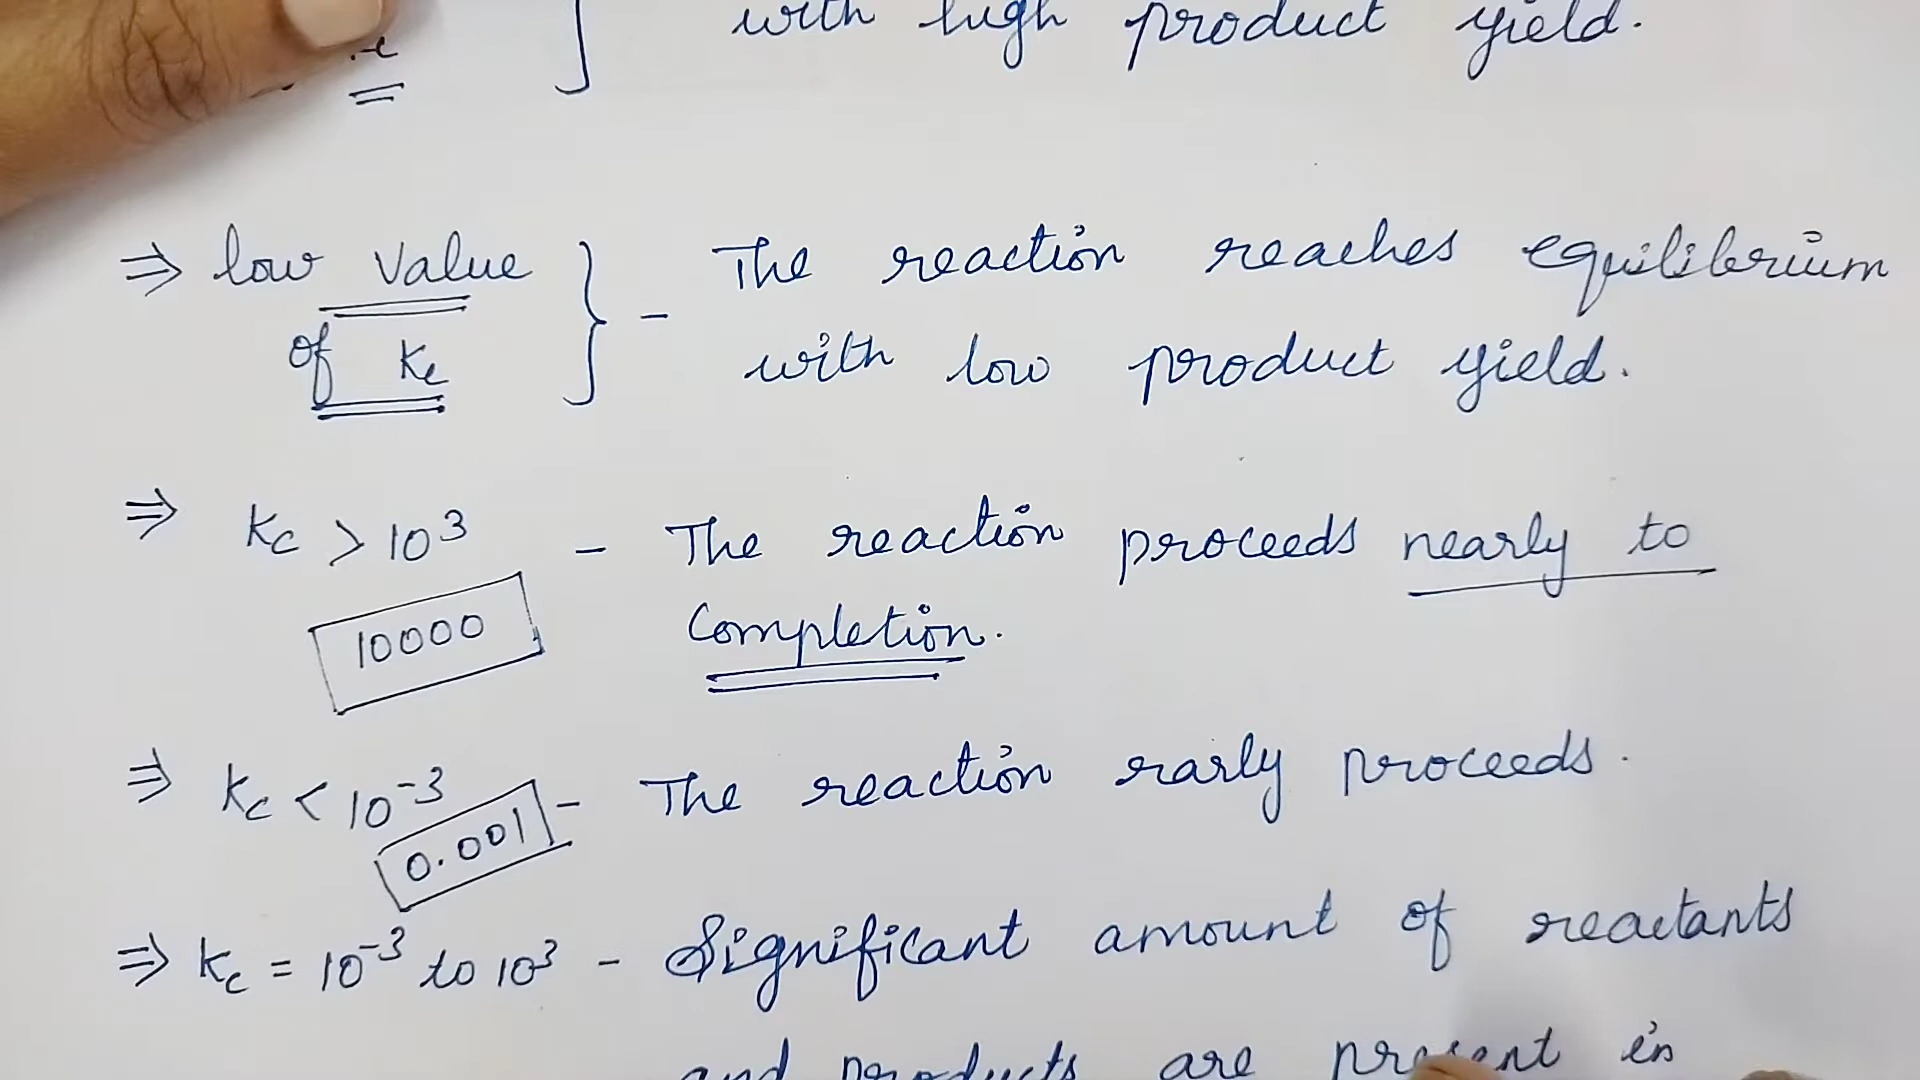 with high product yield.
⇒ low value
of Kc
} - The reaction reaches equilibrium
with low product yield.
⇒ Kc > 10³ - The reaction proceeds nearly to
10000
Completion.
⇒ Kc < 10⁻³ - The reaction rarly proceeds.
0.001
⇒ Kc = 10⁻³ to 10³ - Significant amount of reactants
and products are present in